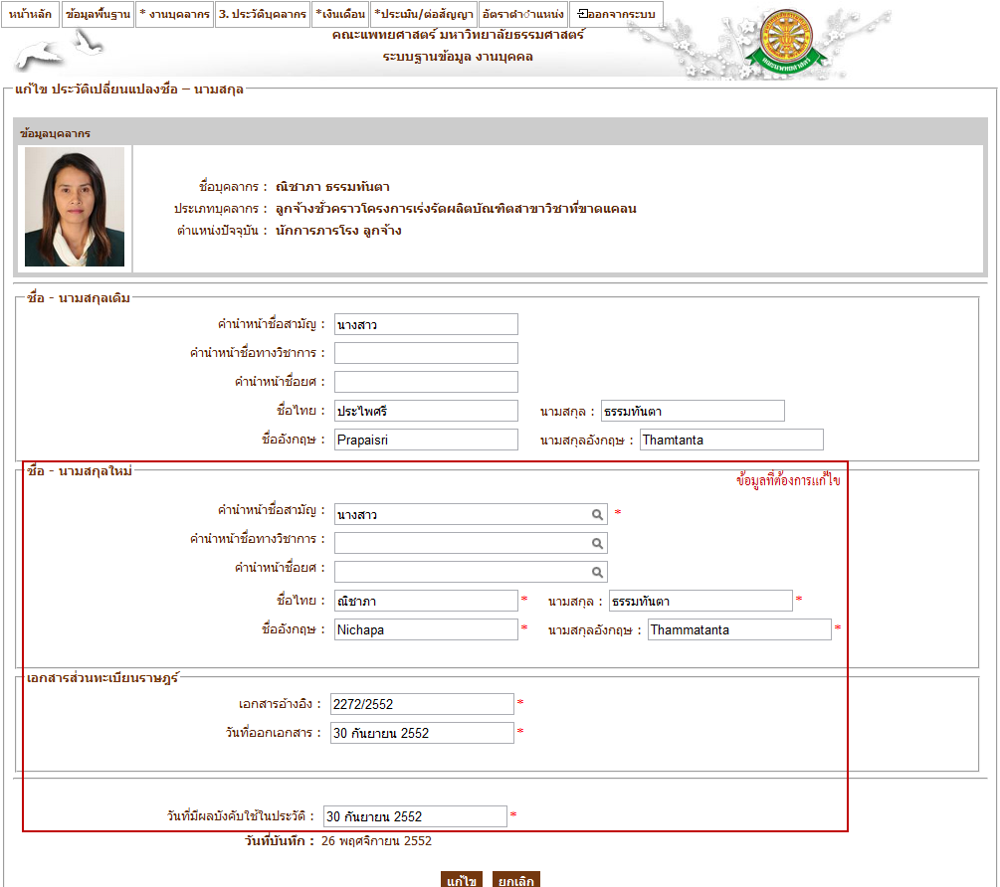 หน้าหลัก ข้อมูลพื้นฐาน * งานบุคลากร 3. ประวัติบุคลากร *เงินเดือน *ประเมิน/ต่อสัญญา อัตราตำแหน่ง ออกจากระบบ
คณะแพทยศาสตร์ มหาวิทยาลัยธรรมศาสตร์
ระบบฐานข้อมูล งานบุคคล
คณะแพทยศาสตร์
แก้ไข ประวัติเปลี่ยนแปลงชื่อ – นามสกุล
ข้อมูลบุคลากร
ชื่อบุคลากร : ณิชาภา ธรรมทันตา
ประเภทบุคลากร : ลูกจ้างชั่วคราวโครงการเร่งรัดผลิตบัณฑิตสาขาวิชาที่ขาดแคลน
ตำแหน่งปัจจุบัน : นักการภารโรง ลูกจ้าง
ชื่อ - นามสกุลเดิม
คำนำหน้าชื่อสามัญ : นางสาว
คำนำหน้าชื่อทางวิชาการ :
คำนำหน้าชื่อยศ :
ชื่อไทย : ประไพศรี นามสกุล : ธรรมทันตา
ชื่ออังกฤษ : Prapaisri นามสกุลอังกฤษ : Thamtanta
ชื่อ - นามสกุลใหม่
ข้อมูลที่ต้องการแก้ไข
คำนำหน้าชื่อสามัญ : นางสาว *
คำนำหน้าชื่อทางวิชาการ :
คำนำหน้าชื่อยศ :
ชื่อไทย : ณิชาภา * นามสกุล : ธรรมทันตา *
ชื่ออังกฤษ : Nichapa * นามสกุลอังกฤษ : Thammatanta *
เอกสารส่วนทะเบียนราษฎร์
เอกสารอ้างอิง : 2272/2552 *
วันที่ออกเอกสาร : 30 กันยายน 2552 *
วันที่มีผลบังคับใช้ในประวัติ : 30 กันยายน 2552 *
วันที่บันทึก : 26 พฤศจิกายน 2552
แก้ไข ยกเลิก